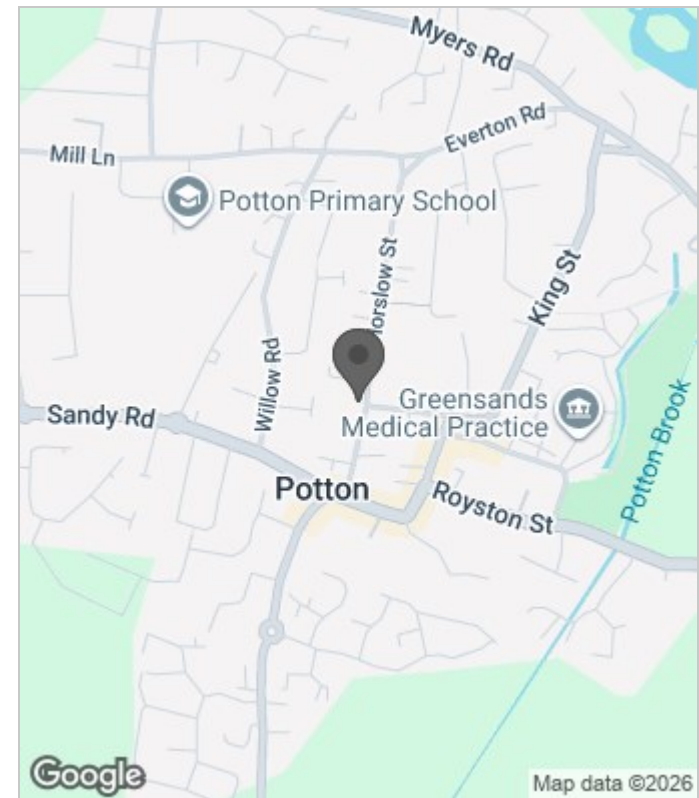 Myers Rd
Everton Rd
Mill Ln
Potton Primary School
Horslow St
King St
Willow Rd
Greensands
Medical Practice
Sandy Rd
Potton Brook
Potton
Royston St
Google
Map data ©2026